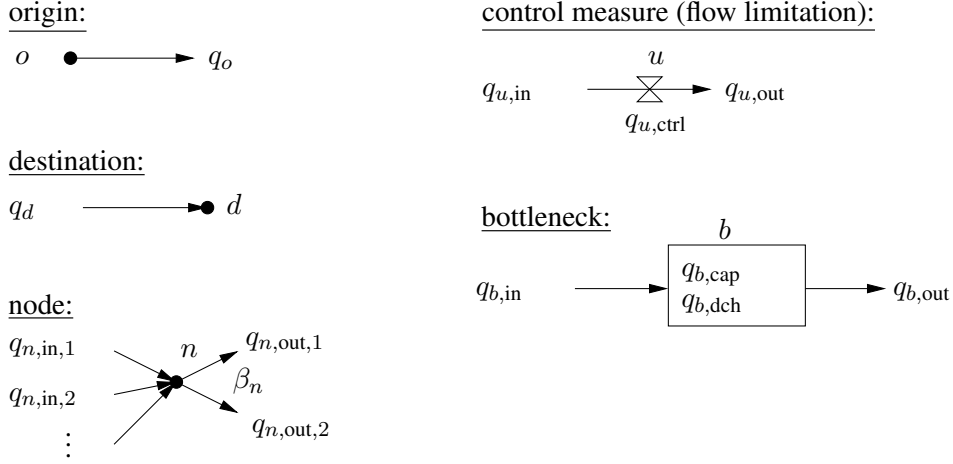 origin:
o q_o
destination:
q_d d
node:
q_{n,in,1} n q_{n,out,1}
q_{n,in,2} β_n
⋮ q_{n,out,2}
control measure (flow limitation):
u
q_{u,in} q_{u,out}
q_{u,ctrl}
bottleneck:
b
q_{b,cap}
q_{b,in} q_{b,out}
q_{b,dch}